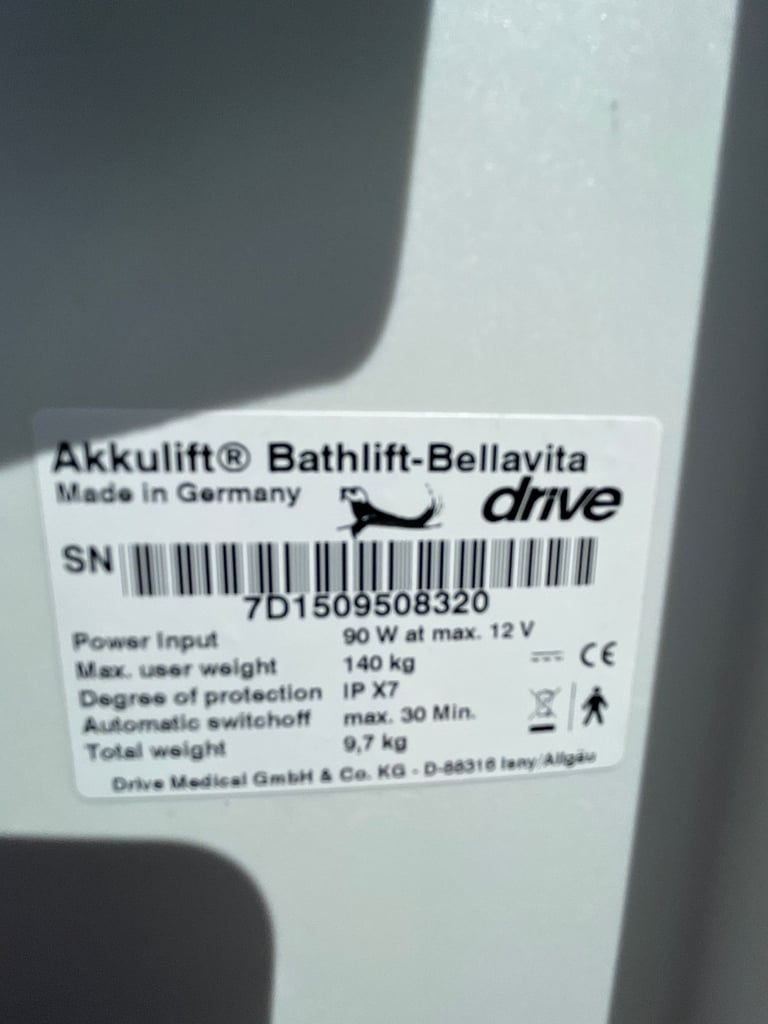 Akkulift® Bathlift-Bellavita
Made in Germany
drive
SN
7D1509508320
Power Input 90 W at max. 12 V
Max. user weight 140 kg
Degree of protection IP X7
CE
Automatic switchoff max. 30 Min.
Total weight 9,7 kg
Drive Medical GmbH & Co. KG - D-88316 Isny/Allgäu